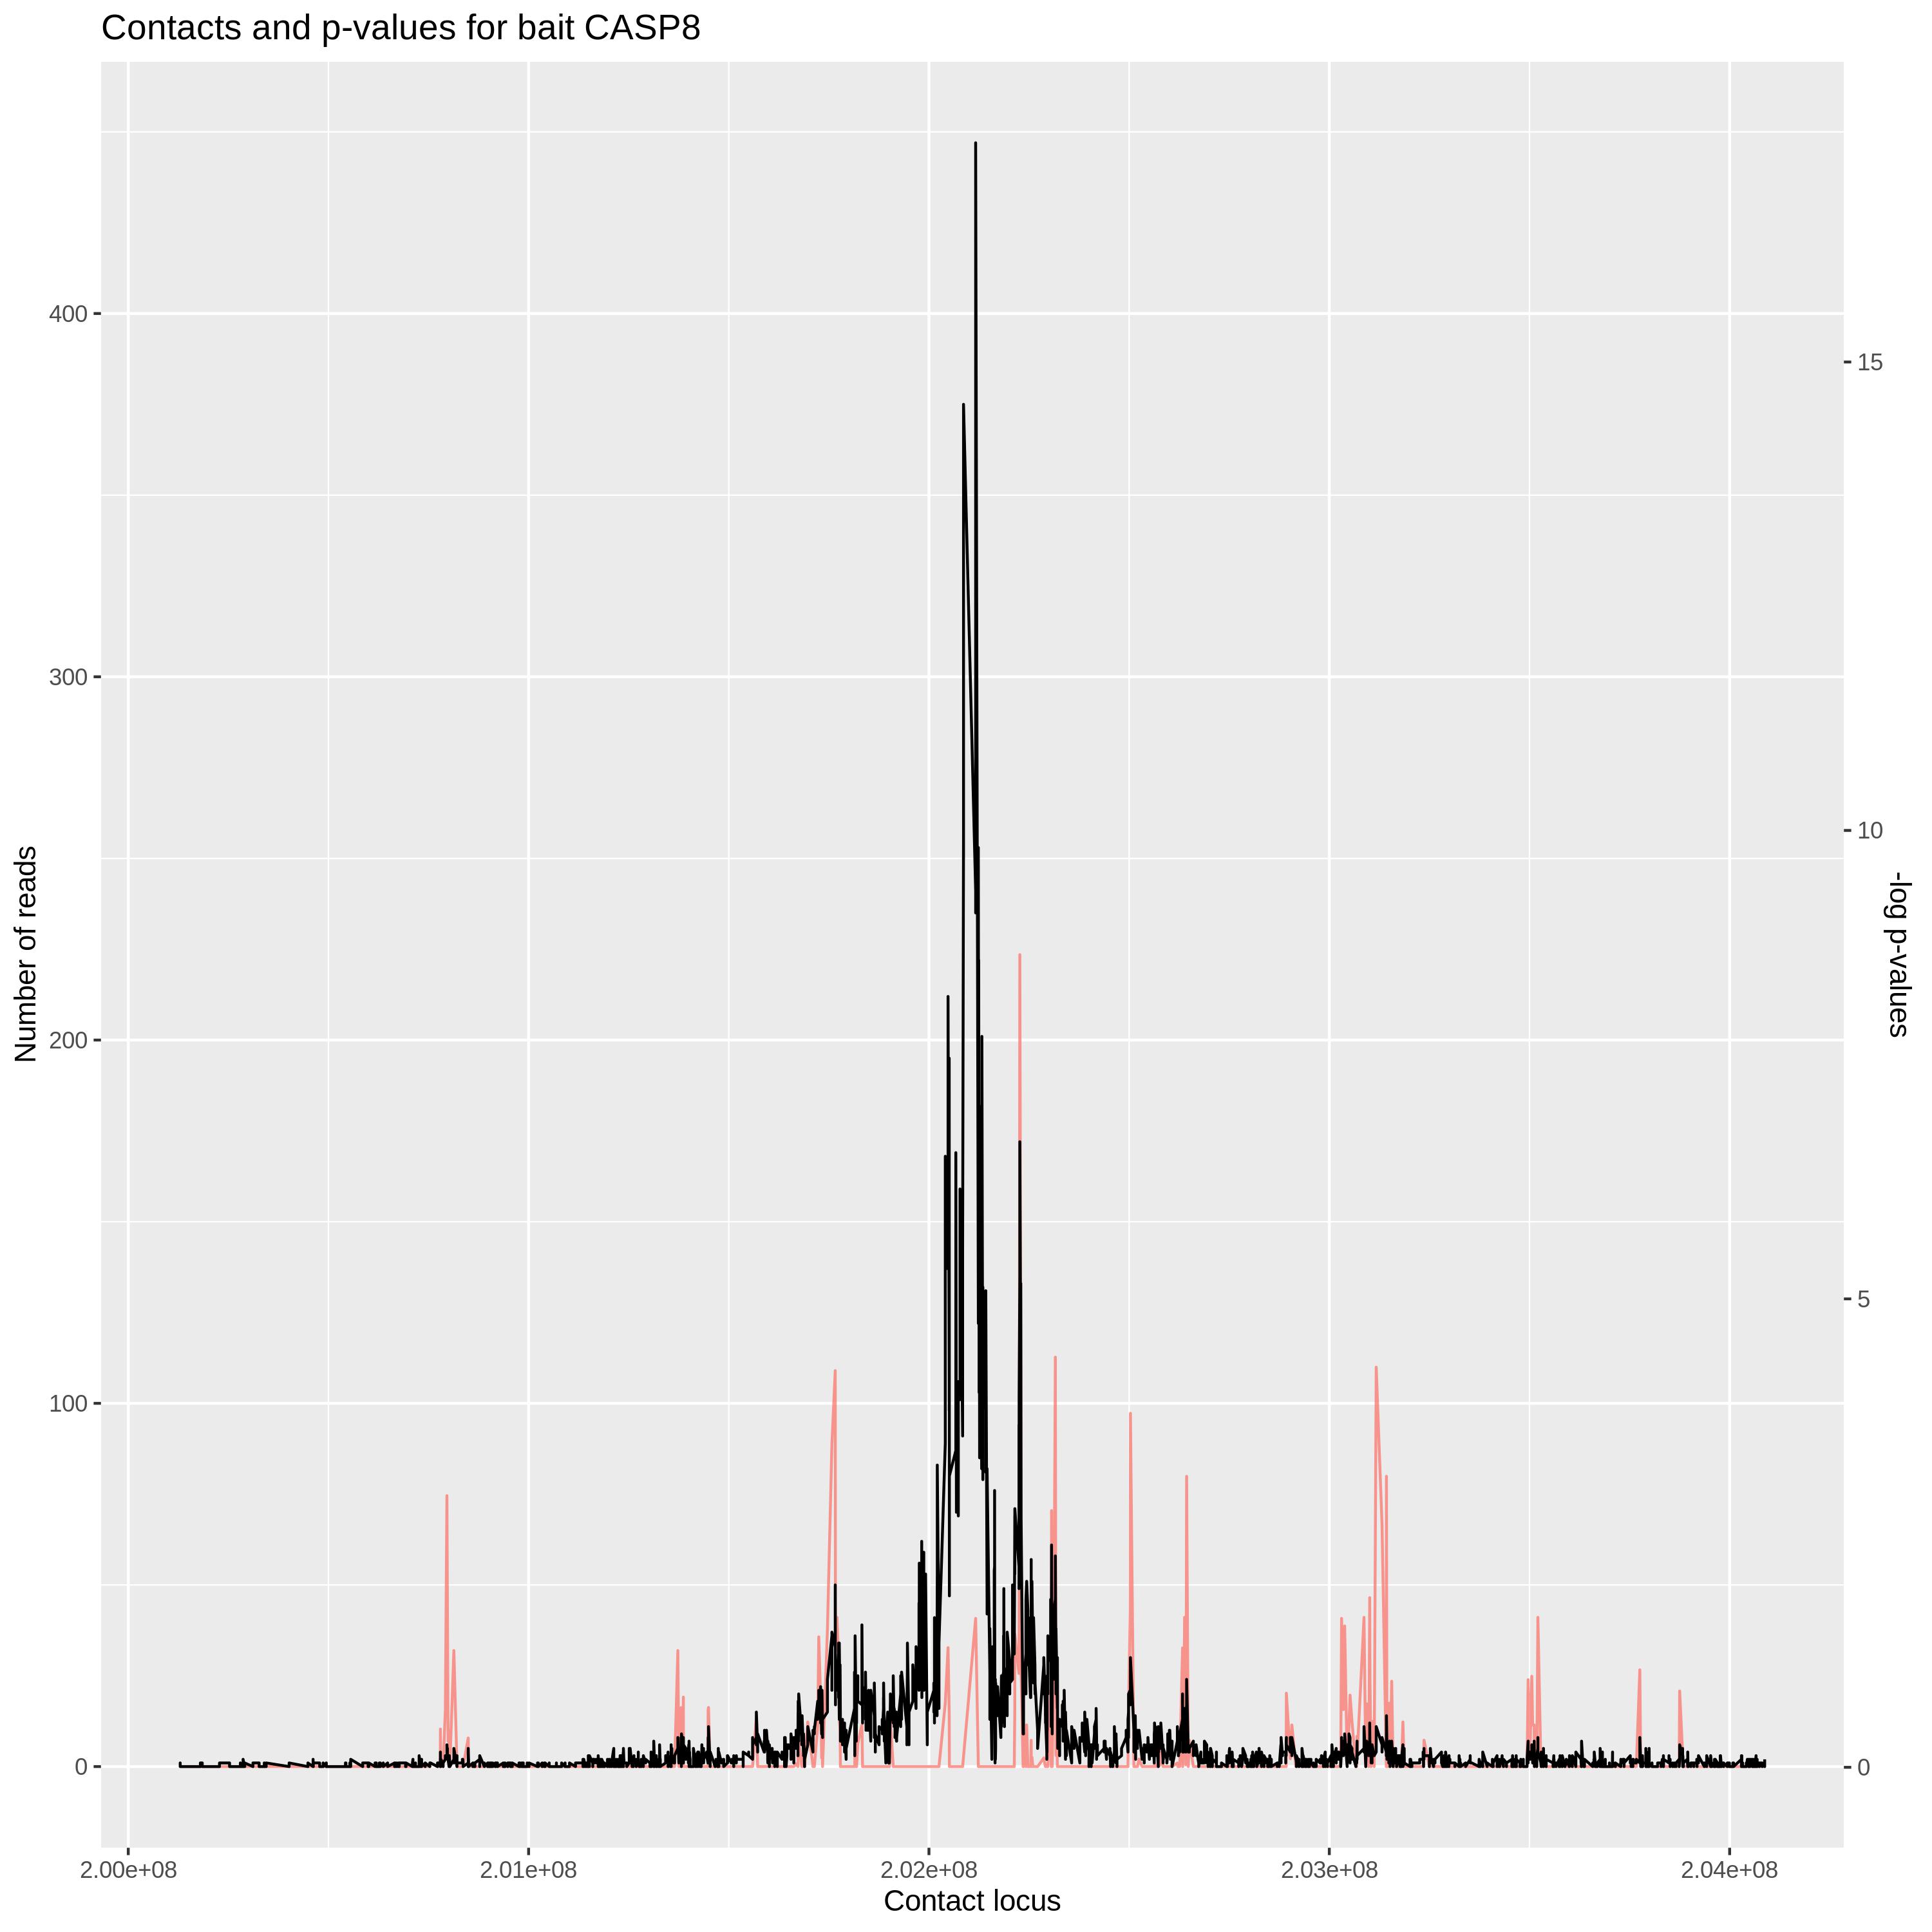 Contacts and p-values for bait CASP8
Number of reads
400
300
200
100
0
15
10
5
0
-log p-values
2.00e+08 2.01e+08 2.02e+08 2.03e+08 2.04e+08
Contact locus